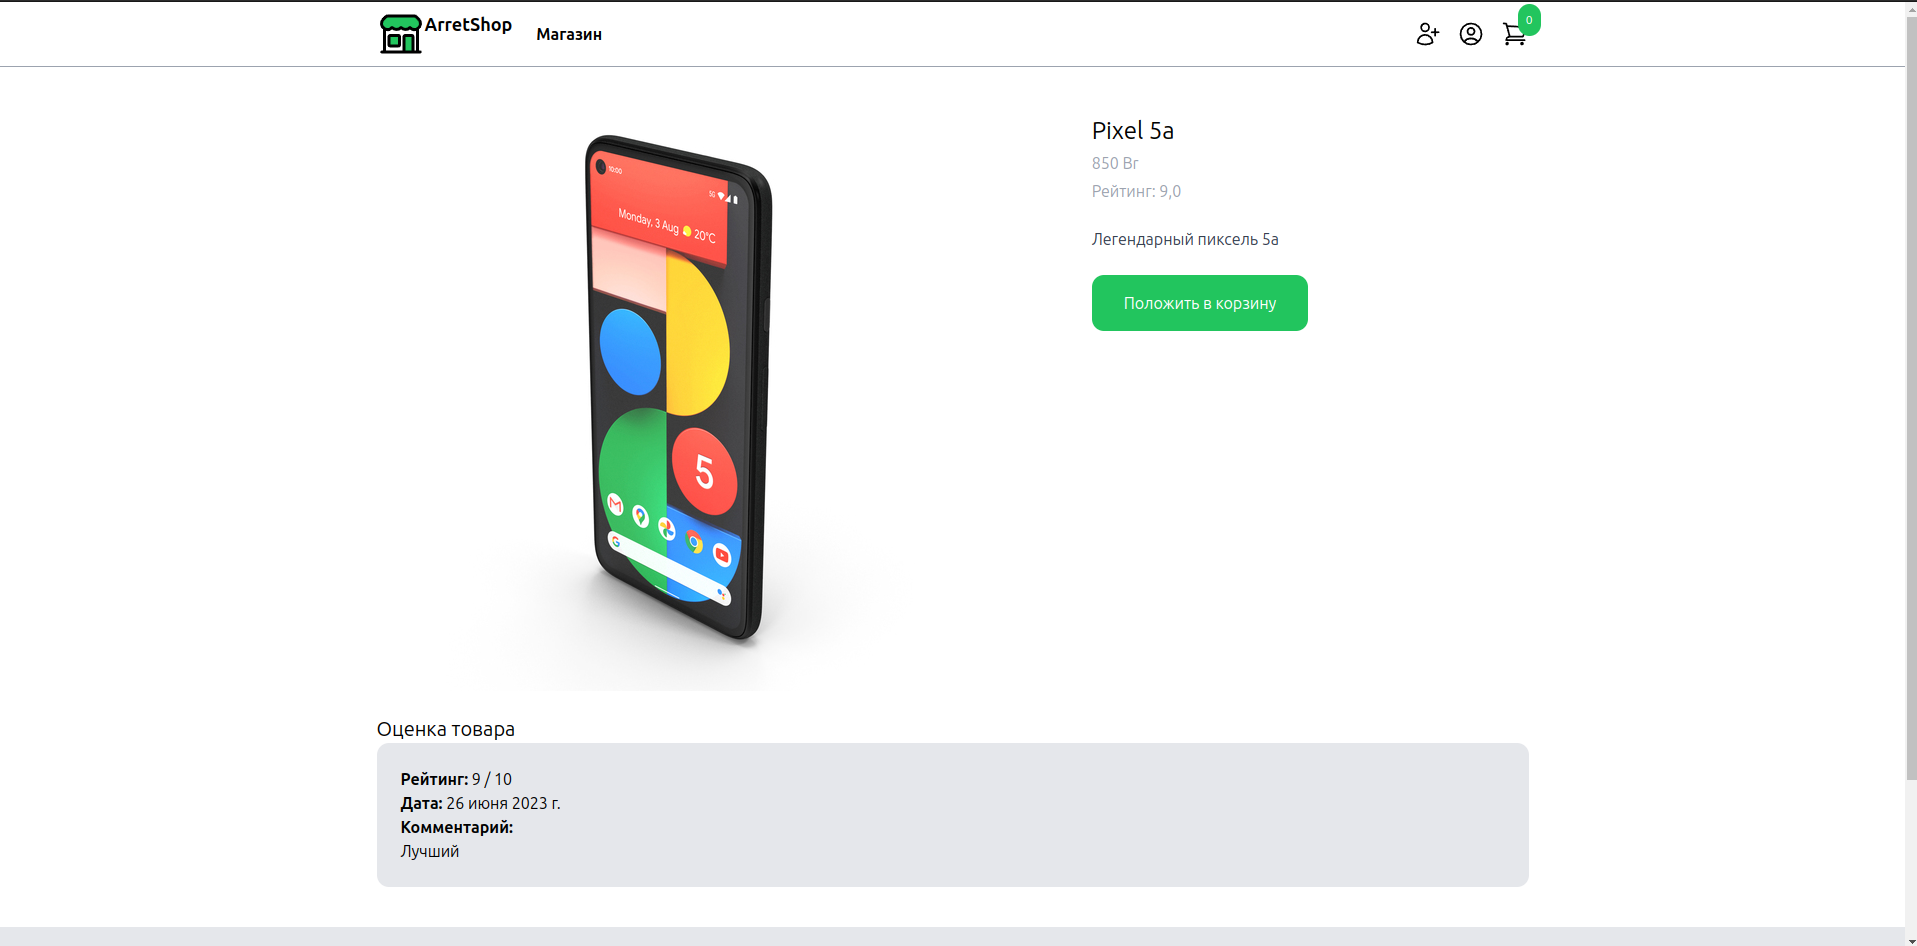 ArretShop
Магазин
0
10:00
5G
Monday, 3 Aug 20°C
5
Pixel 5a
850 Br
Рейтинг: 9,0
Легендарный пиксель 5а
Положить в корзину
Оценка товара
Рейтинг: 9 / 10
Дата: 26 июня 2023 г.
Комментарий:
Лучший